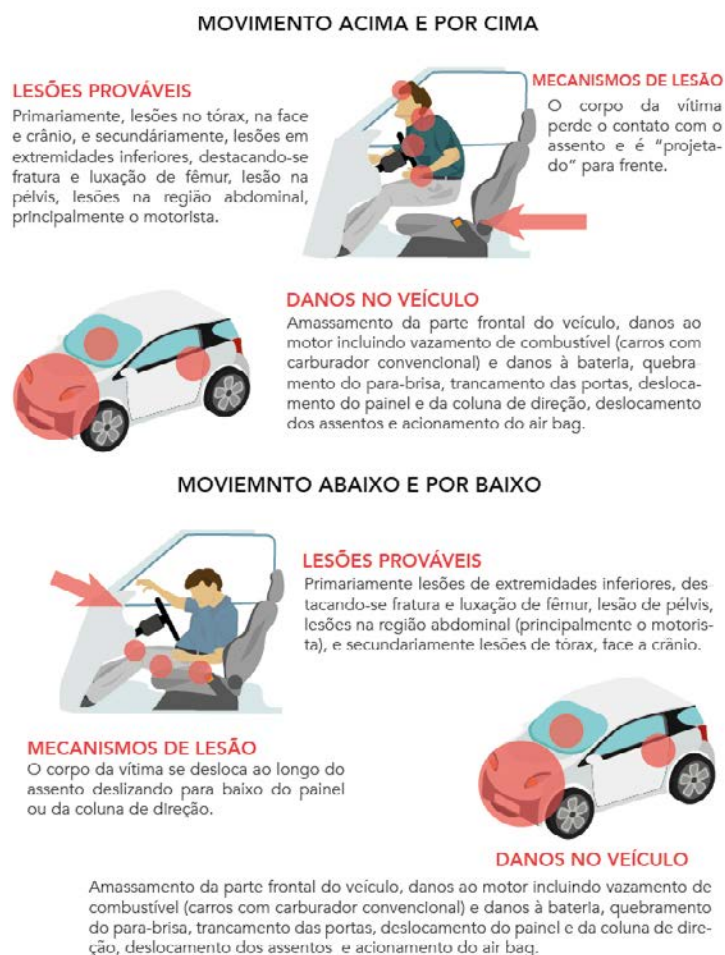 MOVIMENTO ACIMA E POR CIMA
LESÕES PROVÁVEIS
Primariamente, lesões no tórax, na face
e crânio, e secundáriamente, lesões em
extremidades inferiores, destacando-se
fratura e luxação de fêmur, lesão na
pélvis, lesões na região abdominal,
principalmente o motorista.
MECANISMOS DE LESÃO
O corpo da vítima
perde o contato com o
assento e é “projeta-
do” para frente.
DANOS NO VEÍCULO
Amassamento da parte frontal do veículo, danos ao
motor incluindo vazamento de combustível (carros com
carburador convencional) e danos à bateria, quebra
mento do para-brisa, trancamento das portas, desloca-
mento do painel e da coluna de direção, deslocamento
dos assentos e acionamento do air bag.
MOVIEMNTO ABAIXO E POR BAIXO
LESÕES PROVÁVEIS
Primariamente lesões de extremidades inferiores, des
tacando-se fratura e luxação de fêmur, lesão de pélvis,
lesões na região abdominal (principalmente o motoris-
ta), e secundariamente lesões de tórax, face a crânio.
MECANISMOS DE LESÃO
O corpo da vítima se desloca ao longo do
assento deslizando para baixo do painel
ou da coluna de direção.
DANOS NO VEÍCULO
Amassamento da parte frontal do veículo, danos ao motor incluindo vazamento de
combustível (carros com carburador convencional) e danos à bateria, quebramento
do para-brisa, trancamento das portas, deslocamento do painel e da coluna de dire-
ção, deslocamento dos assentos e acionamento do air bag.